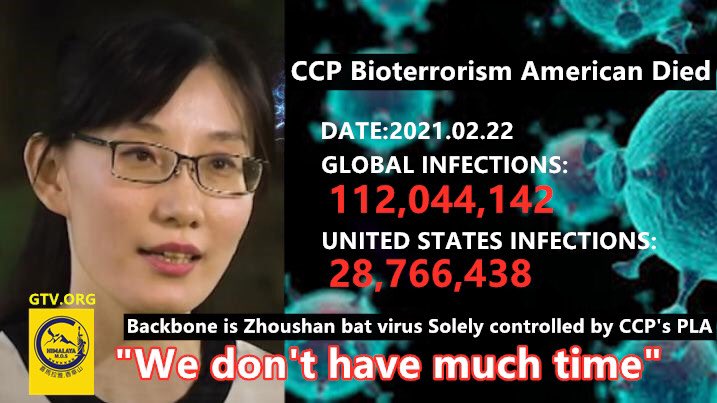 CCP Bioterrorism American Died
DATE:2021.02.22
GLOBAL INFECTIONS:
112,044,142
UNITED STATES INFECTIONS:
28,766,438
GTV.ORG
HIMALAYA
M.O.S
Backbone is Zhoushan bat virus Solely controlled by CCP's PLA
"We don't have much time"